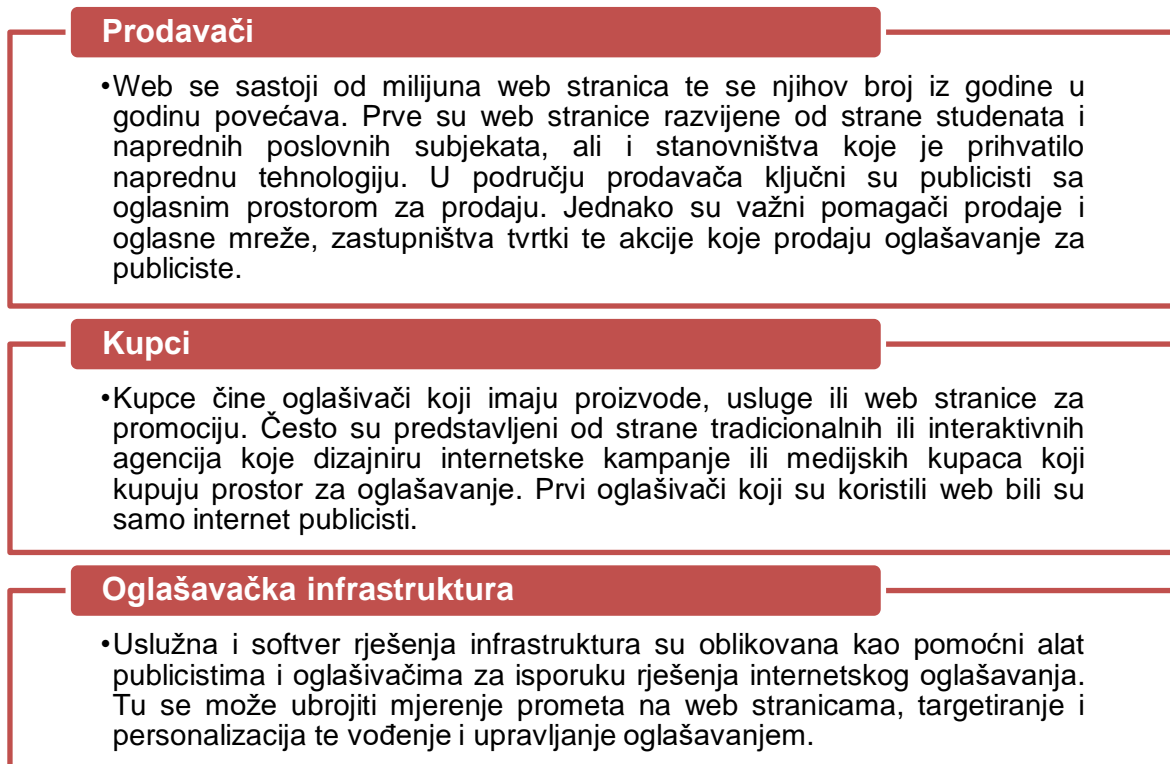 Prodavači
•Web se sastoji od milijuna web stranica te se njihov broj iz godine u
godinu povećava. Prve su web stranice razvijene od strane studenata i
naprednih poslovnih subjekata, ali i stanovništva koje je prihvatilo
naprednu tehnologiju. U području prodavača ključni su publicisti sa
oglasnim prostorom za prodaju. Jednako su važni pomagači prodaje i
oglasne mreže, zastupništva tvrtki te akcije koje prodaju oglašavanje za
publiciste.
Kupci
•Kupce čine oglašivači koji imaju proizvode, usluge ili web stranice za
promociju. Često su predstavljeni od strane tradicionalnih ili interaktivnih
agencija koje dizajniru internetske kampanje ili medijskih kupaca koji
kupuju prostor za oglašavanje. Prvi oglašivači koji su koristili web bili su
samo internet publicisti.
Oglašavačka infrastruktura
•Uslužna i softver rješenja infrastruktura su oblikovana kao pomoćni alat
publicistima i oglašivačima za isporuku rješenja internetskog oglašavanja.
Tu se može ubrojiti mjerenje prometa na web stranicama, targetiranje i
personalizacija te vođenje i upravljanje oglašavanjem.